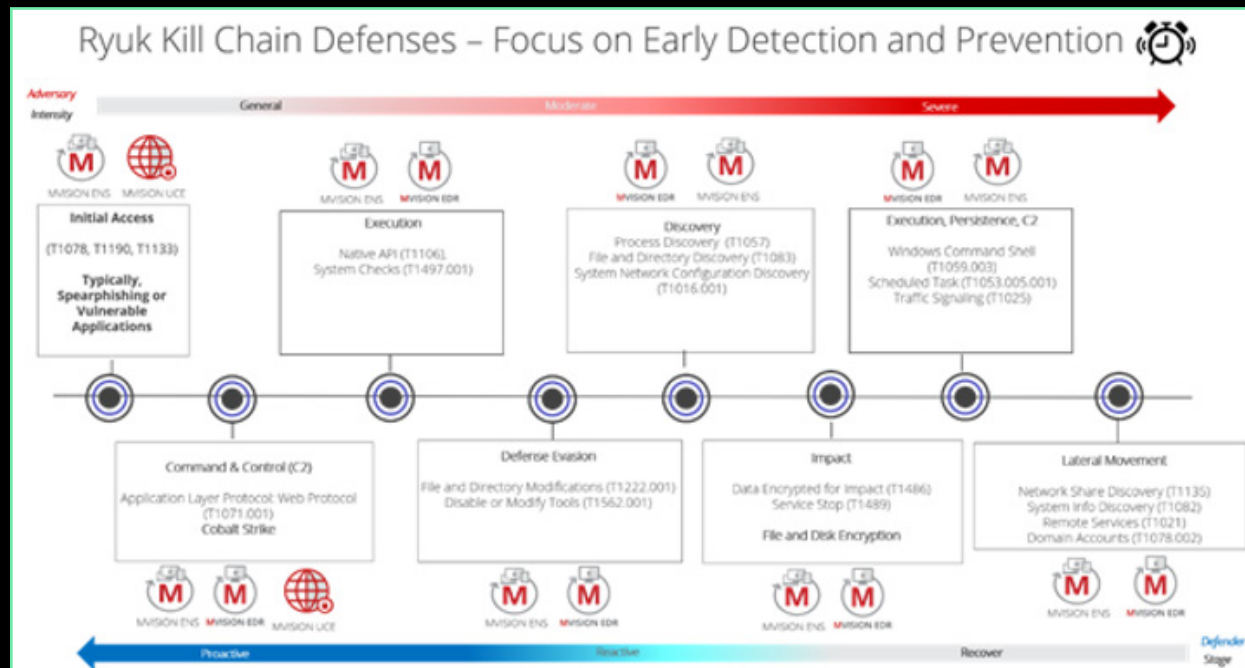 Ryuk Kill Chain Defenses – Focus on Early Detection and Prevention
Adversary
Intensity
General
Moderate
Severe
MVISION ENS
MVISION UCE
Initial Access
(T1078, T1190, T1133)
Typically,
Spearphishing or
Vulnerable
Applications
MVISION ENS
MVISION EDR
Execution
Native API (T1106),
System Checks (T1497.001)
MVISION EDR
MVISION ENS
Discovery
Process Discovery (T1057)
File and Directory Discovery (T1083)
System Network Configuration Discovery
(T1016.001)
MVISION EDR
MVISION ENS
Execution, Persistence, C2
Windows Command Shell
(T1059.003)
Scheduled Task (T1053.005.001)
Traffic Signaling (T1025)
Command & Control (C2)
Application Layer Protocol: Web Protocol
(T1071.001)
Cobalt Strike
MVISION ENS
MVISION EDR
MVISION UCE
Defense Evasion
File and Directory Modifications (T1222.001)
Disable or Modify Tools (T1562.001)
MVISION ENS
MVISION EDR
Impact
Data Encrypted for Impact (T1486)
Service Stop (T1489)
File and Disk Encryption
MVISION ENS
MVISION EDR
Lateral Movement
Network Share Discovery (T1135)
System Info Discovery (T1082)
Remote Services (T1021)
Domain Accounts (T1078.002)
MVISION ENS
MVISION EDR
Proactive
Reactive
Recover
Defender
Stage